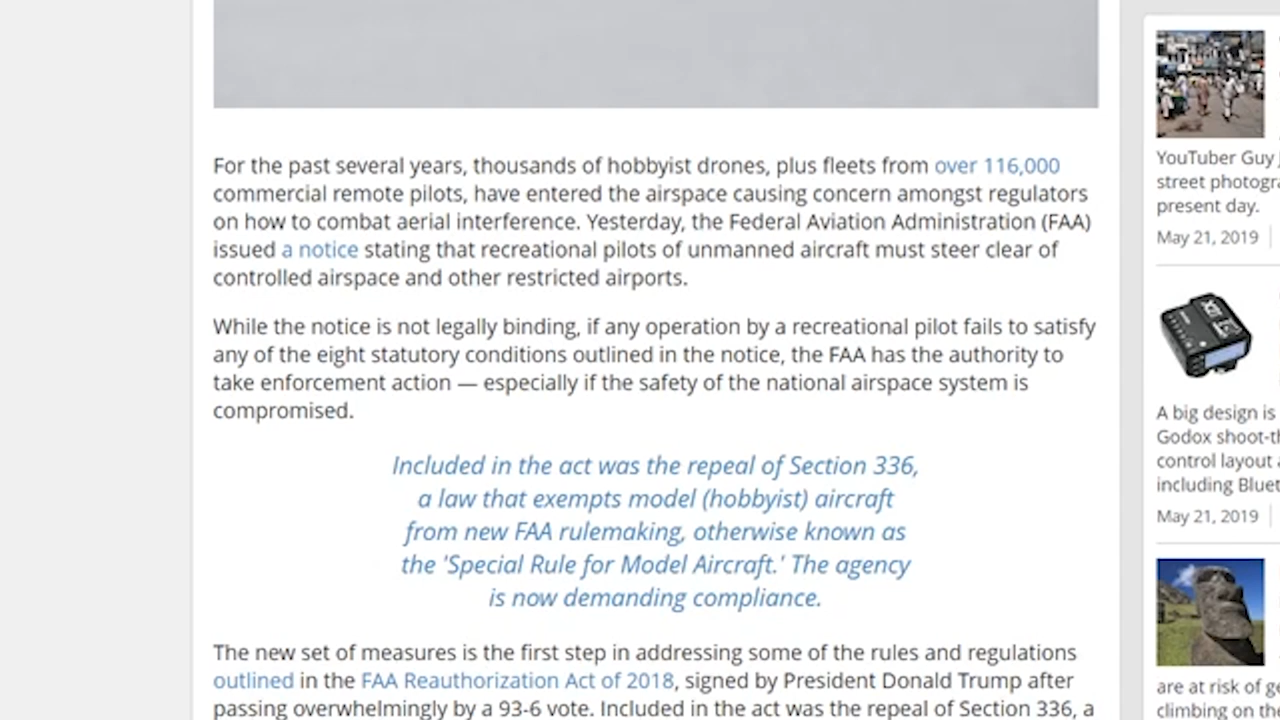 For the past several years, thousands of hobbyist drones, plus fleets from over 116,000
commercial remote pilots, have entered the airspace causing concern amongst regulators
on how to combat aerial interference. Yesterday, the Federal Aviation Administration (FAA)
issued a notice stating that recreational pilots of unmanned aircraft must steer clear of
controlled airspace and other restricted airports.
While the notice is not legally binding, if any operation by a recreational pilot fails to satisfy
any of the eight statutory conditions outlined in the notice, the FAA has the authority to
take enforcement action — especially if the safety of the national airspace system is
compromised.
Included in the act was the repeal of Section 336,
a law that exempts model (hobbyist) aircraft
from new FAA rulemaking, otherwise known as
the 'Special Rule for Model Aircraft.' The agency
is now demanding compliance.
The new set of measures is the first step in addressing some of the rules and regulations
outlined in the FAA Reauthorization Act of 2018, signed by President Donald Trump after
passing overwhelmingly by a 93-6 vote. Included in the act was the repeal of Section 336, a
YouTuber Guy
street
present day.
May 21, 2019
A big design is
Godox
control layout
including
May 21, 2019
are at risk of
climbing on